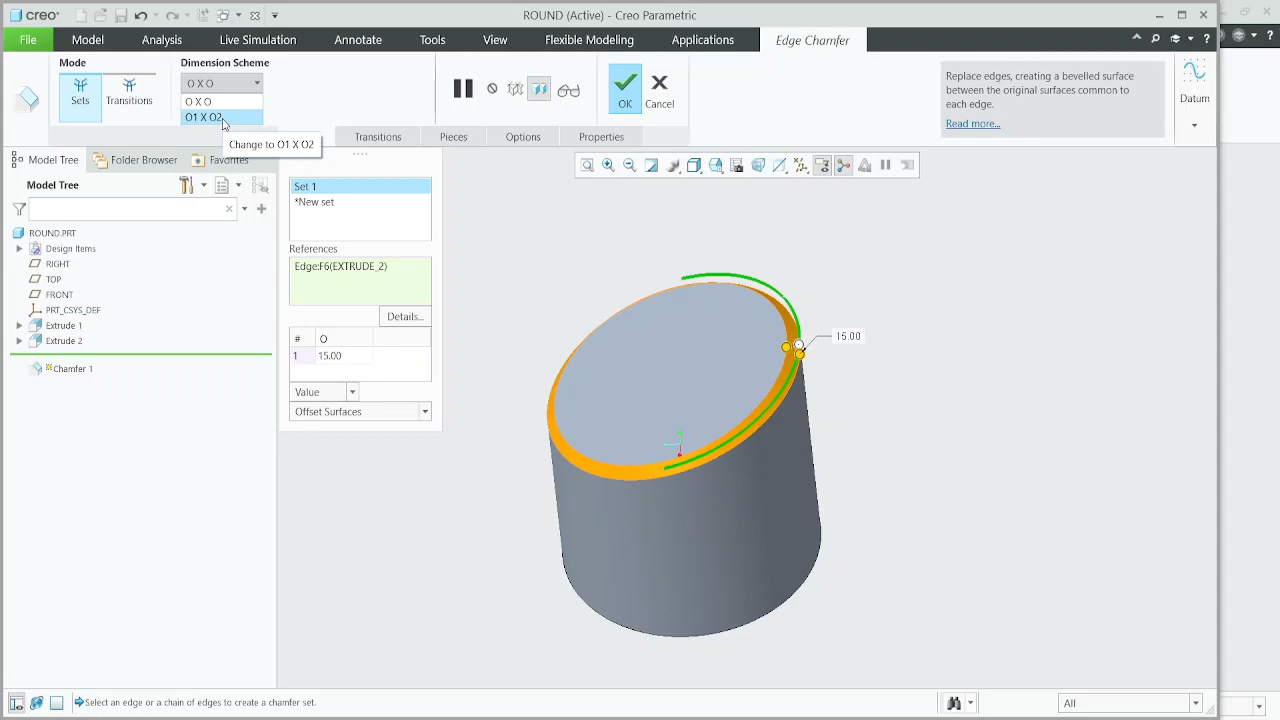 creo
ROUND (Active) - Creo Parametric
File
Model
Analysis
Live Simulation
Annotate
Tools
View
Flexible Modeling
Applications
Edge Chamfer
Mode
Sets
Transitions
Dimension Scheme
O X O
O X O
O1 X O2
Change to O1 X O2
OK
Cancel
Replace edges, creating a bevelled surface
between the original surfaces common to
each edge.
Read more...
Datum
Transitions
Pieces
Options
Properties
Model Tree
Folder Browser
Favorites
Model Tree
ROUND.PRT
Design Items
RIGHT
TOP
FRONT
PRT_CSYS_DEF
Extrude 1
Extrude 2
Chamfer 1
Set 1
*New set
References
Edge:F6(EXTRUDE_2)
Details...
# O
1 15.00
Value
Offset Surfaces
15.00
Select an edge or a chain of edges to create a chamfer set.
All